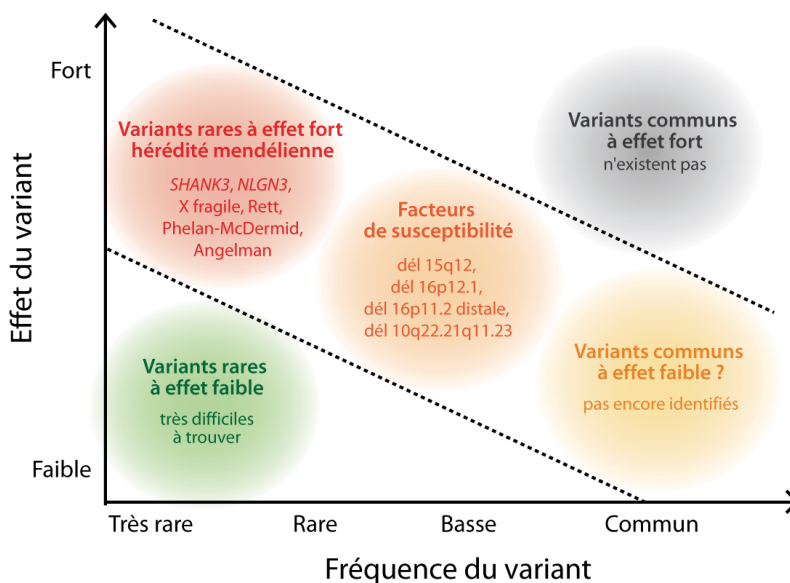 Fort
Effet du variant
Faible
Variants rares à effet fort
hérédité mendélienne
SHANK3, NLGN3,
X fragile, Rett,
Phelan-McDermid,
Angelman
Variants communs
à effet fort
n'existent pas
Facteurs
de susceptibilité
dél 15q12,
dél 16p12.1,
dél 16p11.2 distale,
dél 10q22.21q11.23
Variants rares
à effet faible
très difficiles
à trouver
Variants communs
à effet faible ?
pas encore identifiés
Très rare
Rare
Basse
Commun
Fréquence du variant